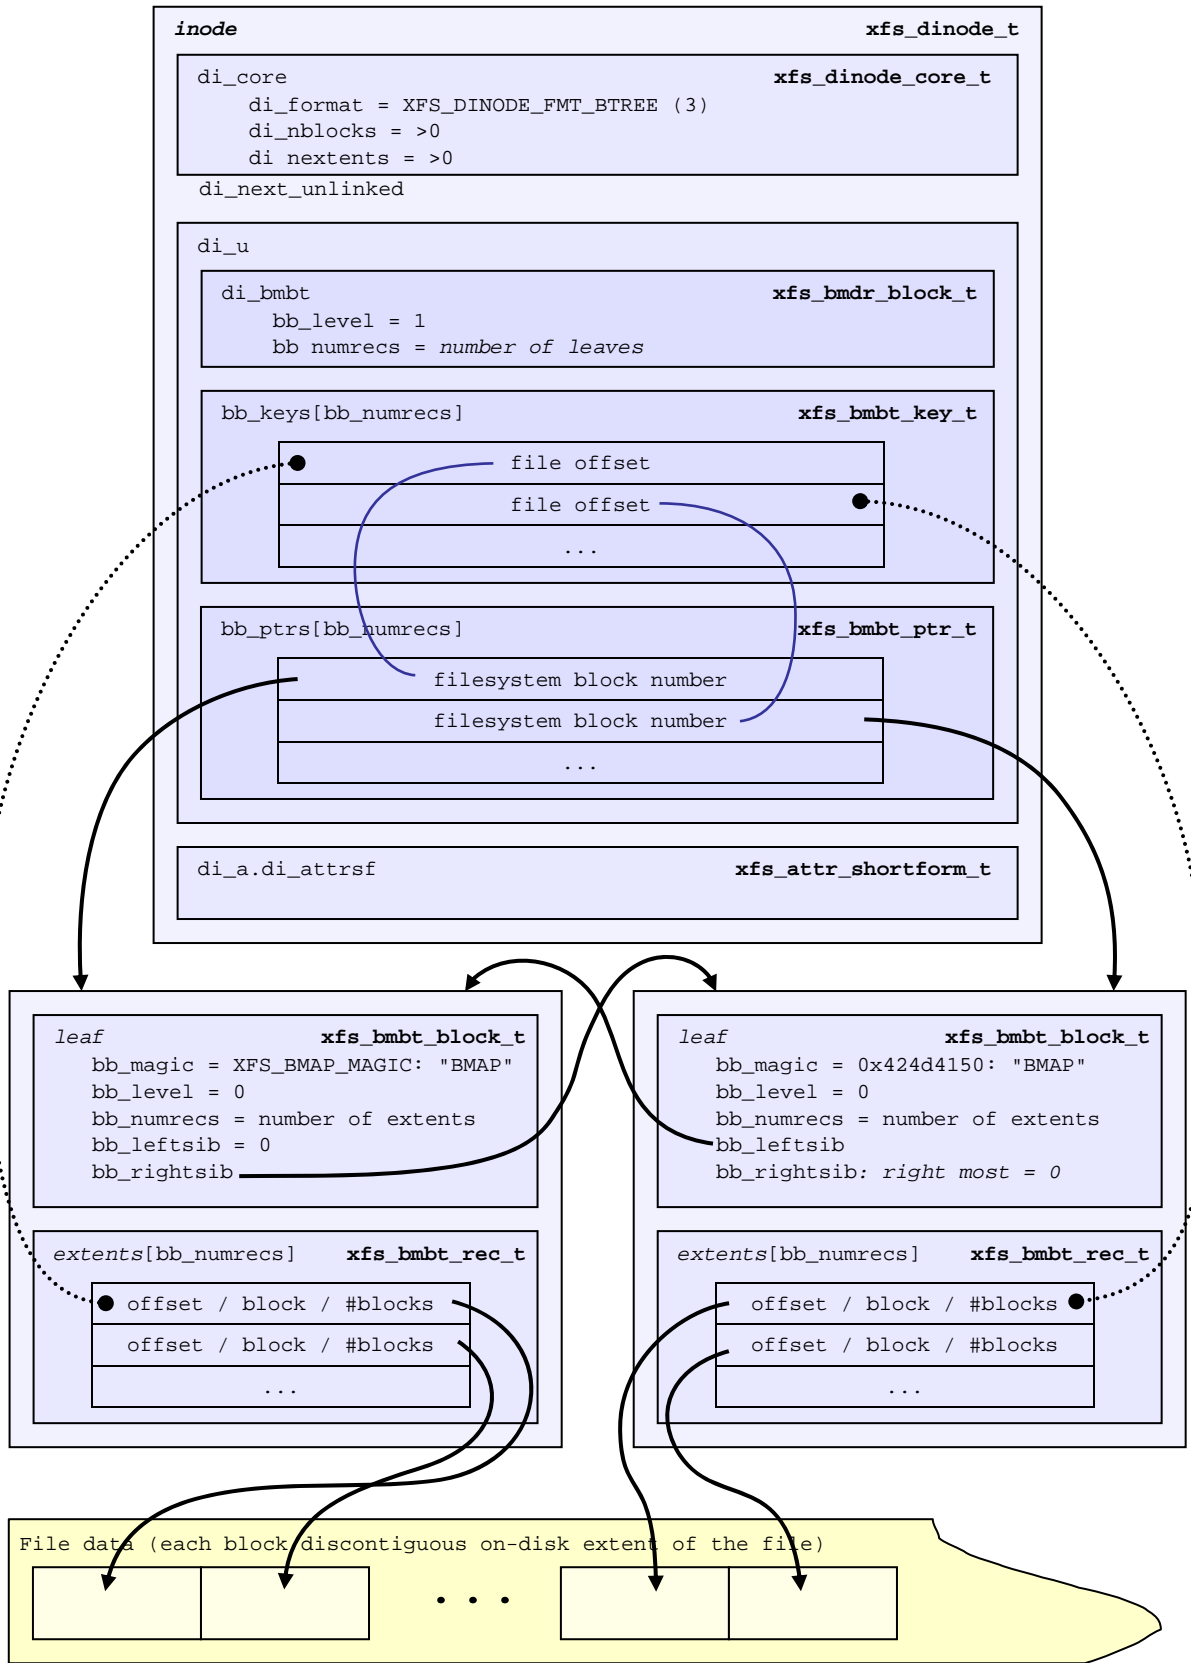 inode xfs_dinode_t
di_core xfs_dinode_core_t
di_format = XFS_DINODE_FMT_BTREE (3)
di_nblocks = >0
di nextents = >0
di_next_unlinked
di_u
di_bmbt xfs_bmdr_block_t
bb_level = 1
bb numrecs = number of leaves
bb_keys[bb_numrecs] xfs_bmbt_key_t
file offset
file offset
...
bb_ptrs[bb_numrecs] xfs_bmbt_ptr_t
filesystem block number
filesystem block number
...
di_a.di_attrsf xfs_attr_shortform_t
leaf xfs_bmbt_block_t
bb_magic = XFS_BMAP_MAGIC: "BMAP"
bb_level = 0
bb_numrecs = number of extents
bb_leftsib = 0
bb_rightsib
extents[bb_numrecs] xfs_bmbt_rec_t
offset / block / #blocks
offset / block / #blocks
...
leaf xfs_bmbt_block_t
bb_magic = 0x424d4150: "BMAP"
bb_level = 0
bb_numrecs = number of extents
bb_leftsib
bb_rightsib: right most = 0
extents[bb_numrecs] xfs_bmbt_rec_t
offset / block / #blocks
offset / block / #blocks
...
File data (each block discontiguous on-disk extent of the file)
. . .